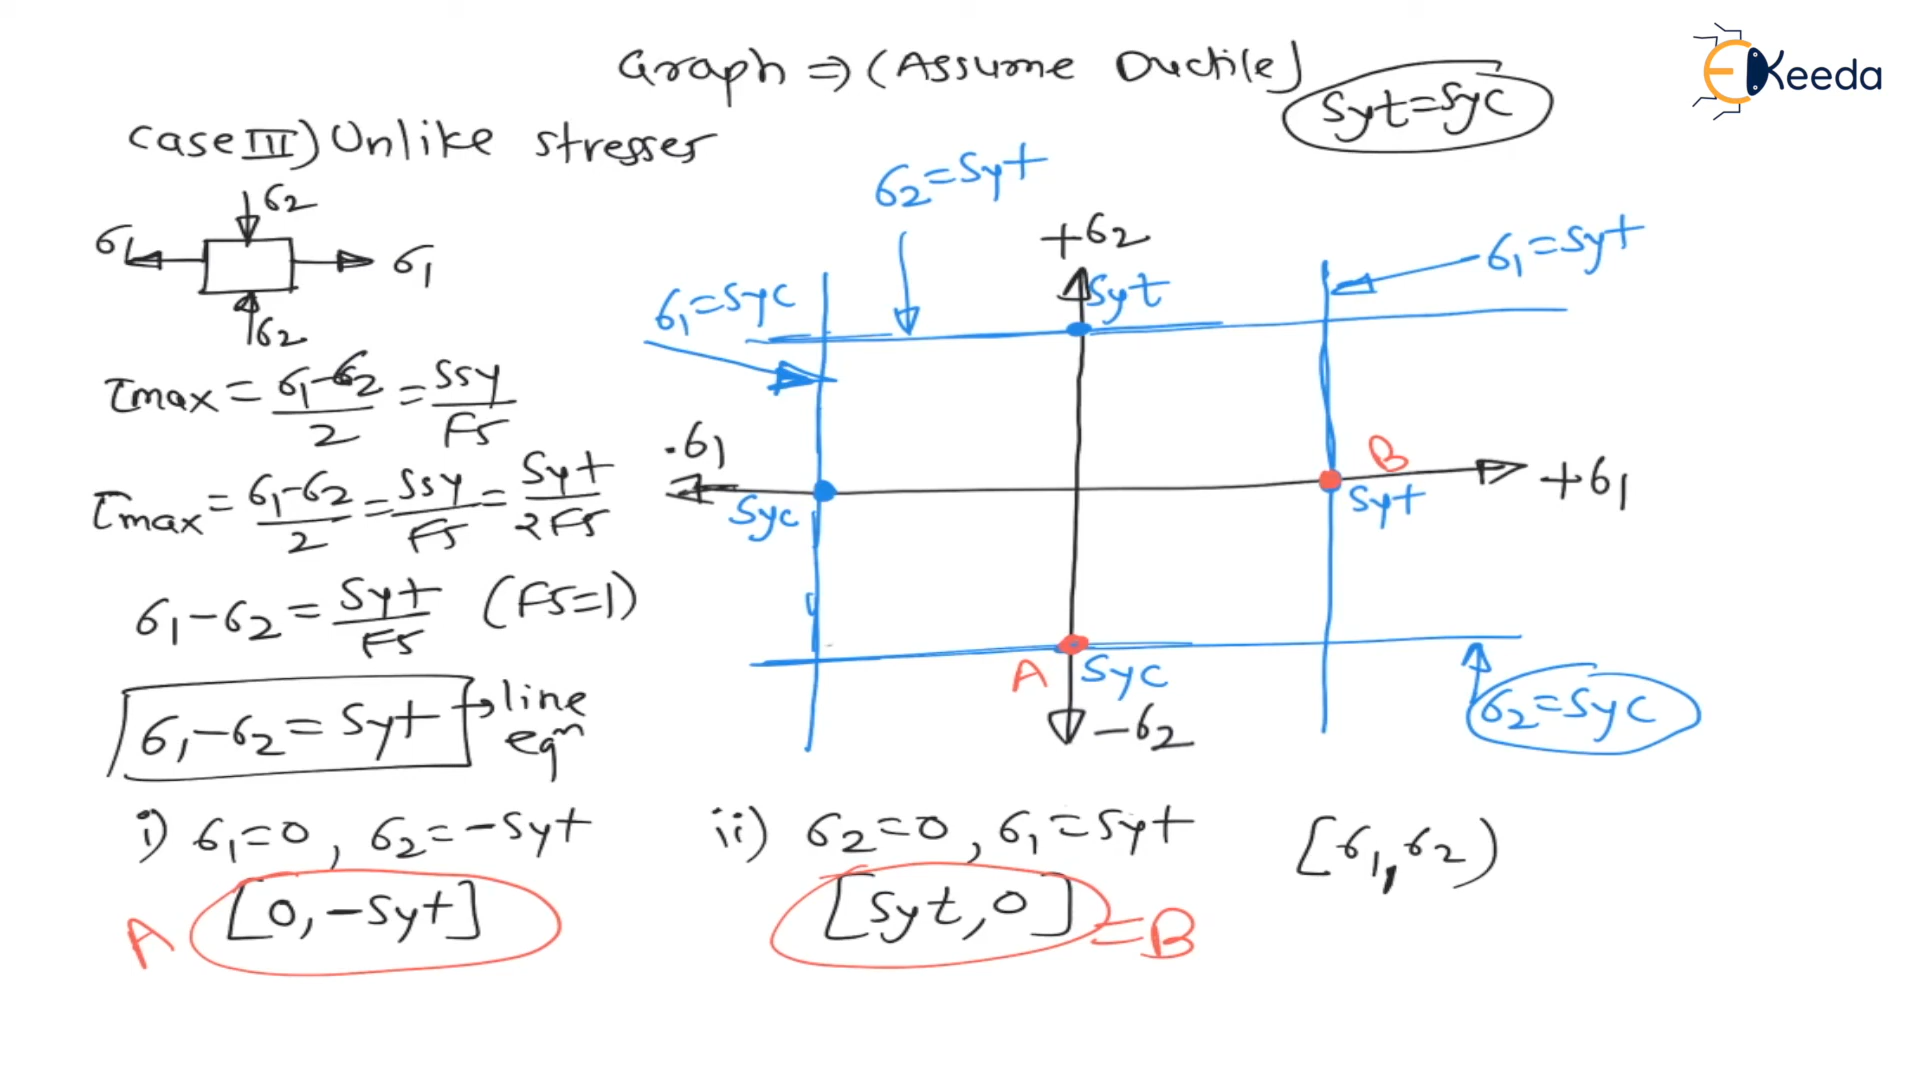 Graph ⇒ (Assume Ductile)
Syt=Syc
EKeeda
case III) Unlike stresser
σ2
σ1
σ1
σ2
τmax = σ1-σ2/2 = Ssy/FS
τmax = σ1-σ2/2 = Ssy/FS = Syt/2FS
σ1-σ2 = Syt/FS (FS=1)
σ1-σ2 = Syt → line eqn
σ2=Syt
+σ2
σ1=Syt
Syt
σ1=Syc
-σ1
B
+σ1
Syc
Syt
A
Syc
-σ2
σ2=Syc
i) σ1=0, σ2=-Syt
ii) σ2=0, σ1=Syt
[σ1,σ2)
A [0,-Syt]
[Syt,0] = B